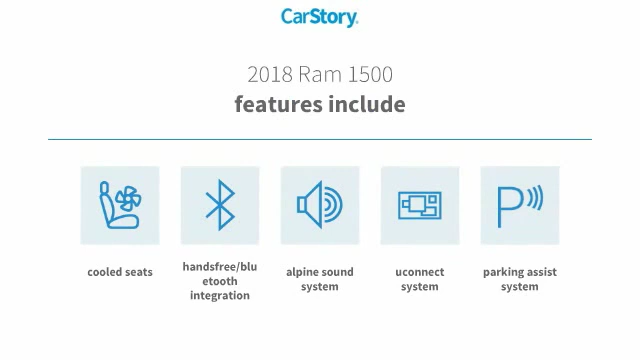 CarStory.
2018 Ram 1500
features include
cooled seats
handsfree/blu
etooth
integration
alpine sound
system
uconnect
system
P
parking assist
system